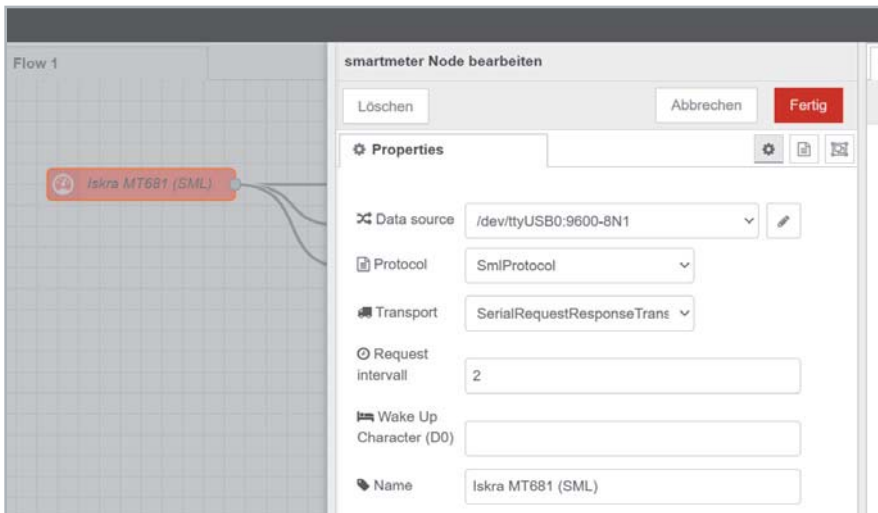 Flow 1
smartmeter Node bearbeiten
Löschen
Abbrechen
Fertig
Properties
Iskra MT681 (SML)
Data source
/dev/ttyUSB0:9600-8N1
Protocol
SmlProtocol
Transport
SerialRequestResponseTrans
Request
intervall
2
Wake Up
Character (D0)
Name
Iskra MT681 (SML)